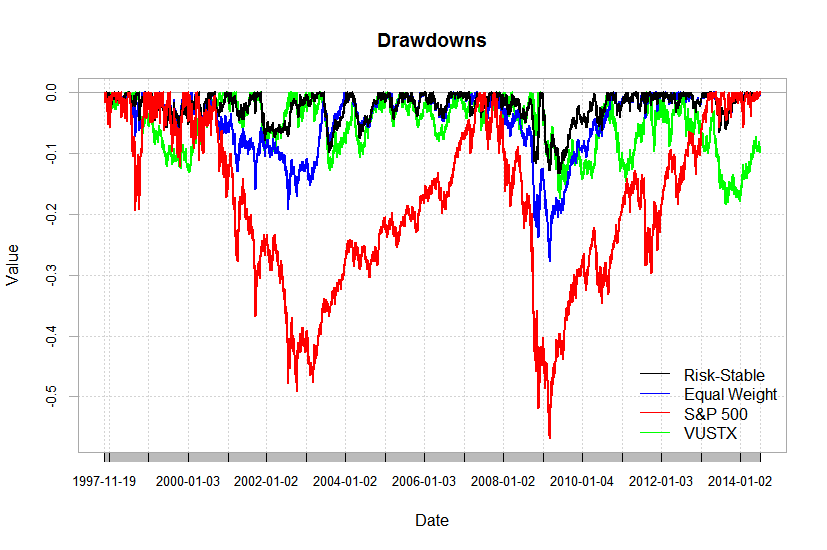 Drawdowns
Value
0.0
-0.1
-0.2
-0.3
-0.4
-0.5
Risk-Stable
Equal Weight
S&P 500
VUSTX
1997-11-19 2000-01-03 2002-01-02 2004-01-02 2006-01-03 2008-01-02 2010-01-04 2012-01-03 2014-01-02
Date